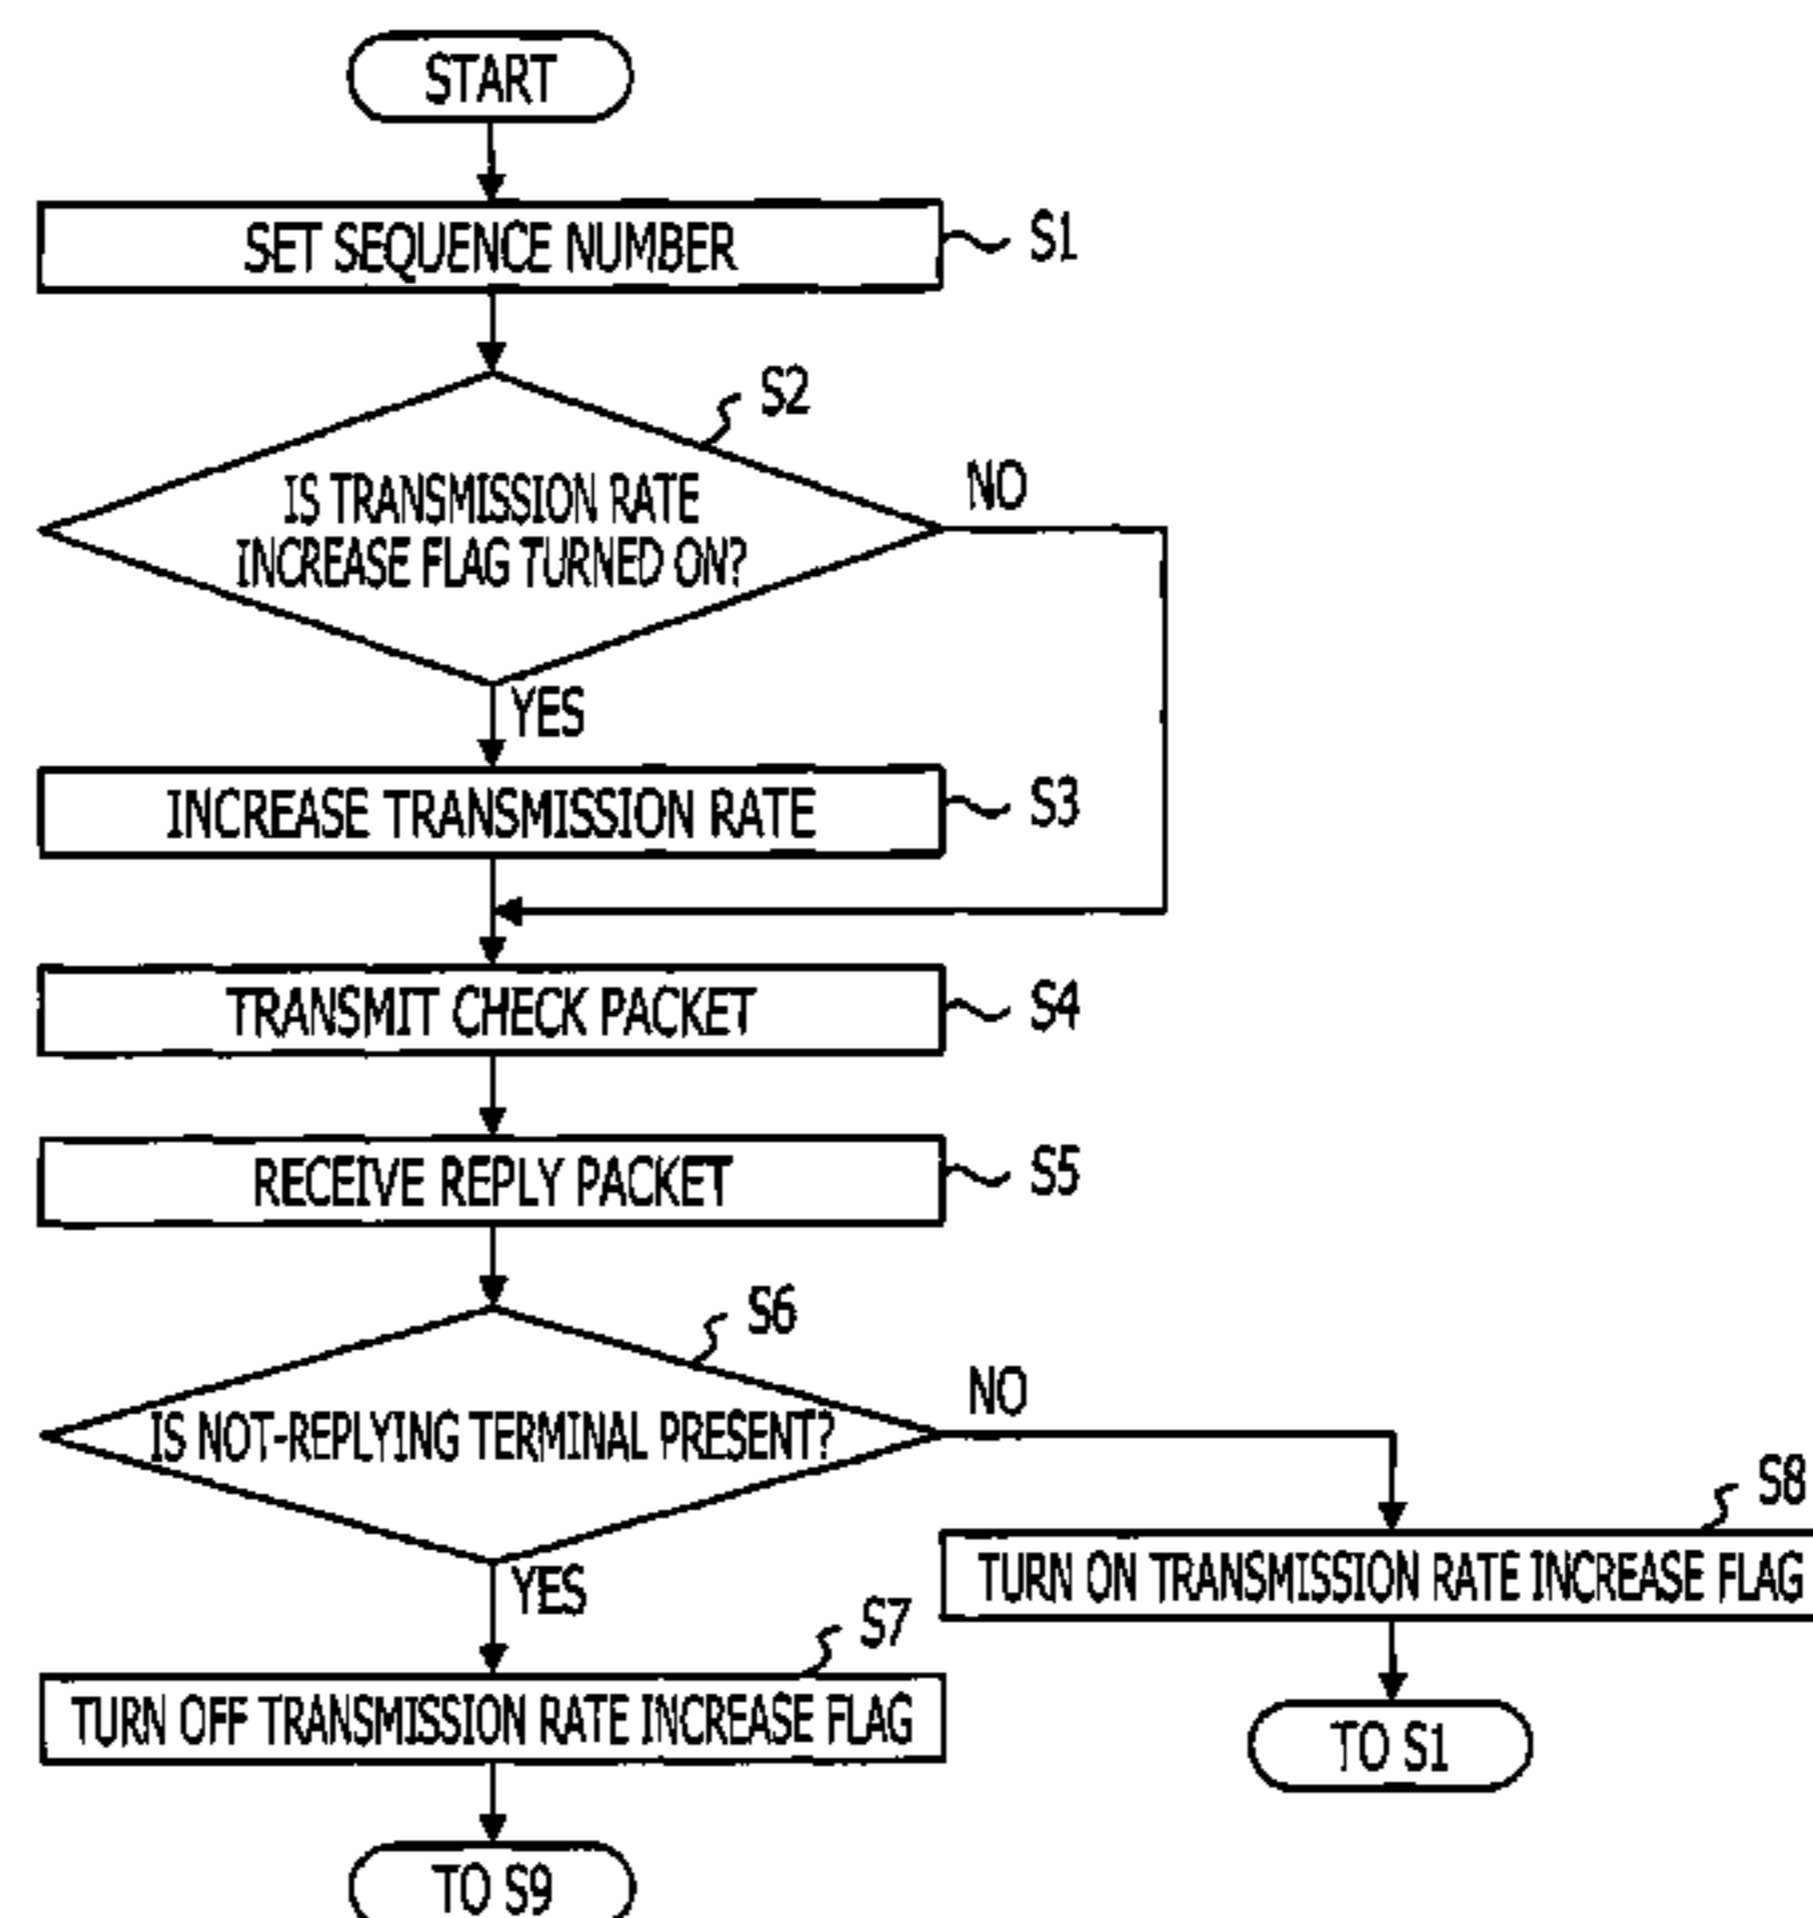 START
SET SEQUENCE NUMBER
S1
S2
IS TRANSMISSION RATE
INCREASE FLAG TURNED ON?
NO
YES
INCREASE TRANSMISSION RATE
S3
TRANSMIT CHECK PACKET
S4
RECEIVE REPLY PACKET
S5
S6
IS NOT-REPLYING TERMINAL PRESENT?
NO
YES
S8
TURN ON TRANSMISSION RATE INCREASE FLAG
S7
TURN OFF TRANSMISSION RATE INCREASE FLAG
TO S1
TO S9